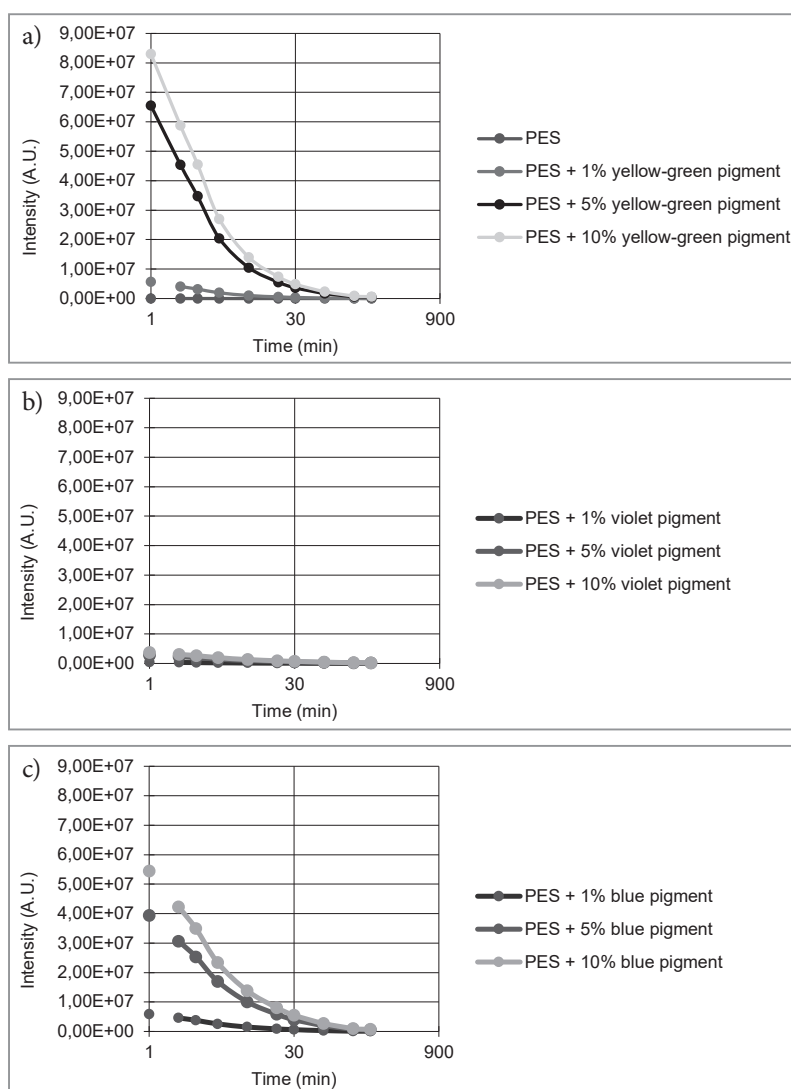 a)
9,00E+07
8,00E+07
7,00E+07
6,00E+07
5,00E+07
4,00E+07
3,00E+07
2,00E+07
1,00E+07
0,00E+00
Intensity (A.U.)
1 30 900
Time (min)
PES
PES + 1% yellow-green pigment
PES + 5% yellow-green pigment
PES + 10% yellow-green pigment
b)
9,00E+07
8,00E+07
7,00E+07
6,00E+07
5,00E+07
4,00E+07
3,00E+07
2,00E+07
1,00E+07
0,00E+00
Intensity (A.U.)
1 30 900
Time (min)
PES + 1% violet pigment
PES + 5% violet pigment
PES + 10% violet pigment
c)
9,00E+07
8,00E+07
7,00E+07
6,00E+07
5,00E+07
4,00E+07
3,00E+07
2,00E+07
1,00E+07
0,00E+00
Intensity (A.U.)
1 30 900
Time (min)
PES + 1% blue pigment
PES + 5% blue pigment
PES + 10% blue pigment